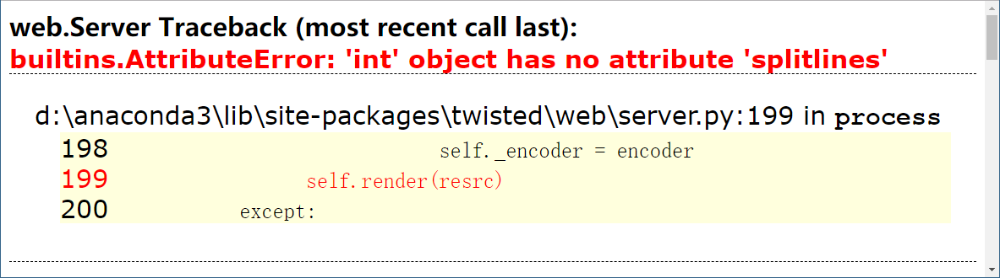 web.Server Traceback (most recent call last):
builtins.AttributeError: 'int' object has no attribute 'splitlines'
d:\anaconda3\lib\site-packages\twisted\web\server.py:199 in process
198 self._encoder = encoder
199 self.render(resrc)
200 except: